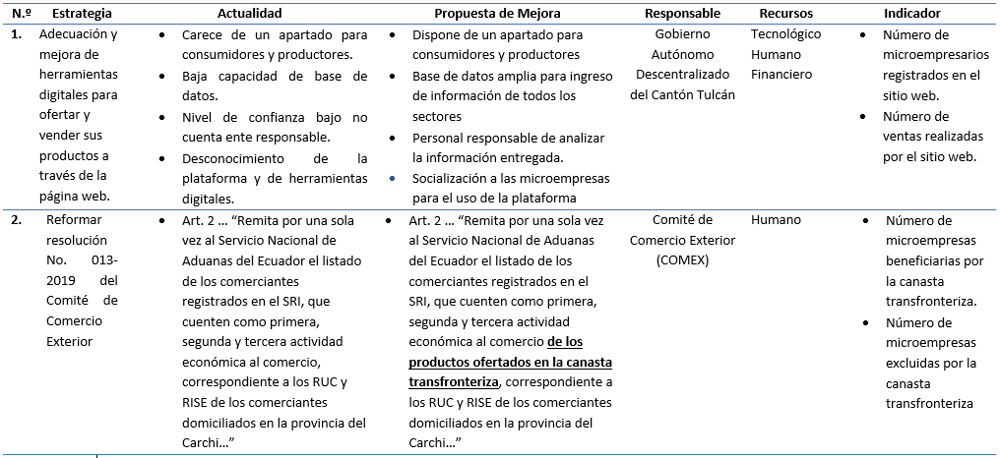 N.º Estrategia Actualidad Propuesta de Mejora Responsable Recursos Indicador
1.
Adecuación y
mejora de
herramientas
digitales para
ofertar y
vender sus
productos a
través de la
página web.
• Carece de un apartado para
consumidores y productores.
• Baja capacidad de base de
datos.
• Nivel de confianza bajo no
cuenta ente responsable.
• Desconocimiento de la
plataforma y de herramientas
digitales.
• Dispone de un apartado para
consumidores y productores
• Base de datos amplia para ingreso
de información de todos los
sectores
• Personal responsable de analizar
la información entregada.
• Socialización a las microempresas
para el uso de la plataforma
Gobierno
Autónomo
Descentralizado
del Cantón Tulcán
Tecnológico
Humano
Financiero
• Número de
microempresarios
registrados en el
sitio web.
• Número de
ventas realizadas
por el sitio web.
2.
Reformar
resolución
No. 013-
2019 del
Comité de
Comercio
Exterior
• Art. 2 … “Remita por una sola
vez al Servicio Nacional de
Aduanas del Ecuador el listado
de los comerciantes
registrados en el SRI, que
cuenten como primera,
segunda y tercera actividad
económica al comercio,
correspondiente a los RUC y
RISE de los comerciantes
domiciliados en la provincia del
Carchi…”
• Art. 2 … “Remita por una sola vez
al Servicio Nacional de Aduanas
del Ecuador el listado de los
comerciantes registrados en el
SRI, que cuenten como primera,
segunda y tercera actividad
económica al comercio de los
productos ofertados en la canasta
transfronteriza, correspondiente a
los RUC y RISE de los comerciantes
domiciliados en la provincia del
Carchi…”
Comité de
Comercio Exterior
(COMEX)
Humano
• Número de
microempresas
beneficiarias por
la canasta
transfronteriza.
• Número de
microempresas
excluidas por la
canasta
transfronteriza